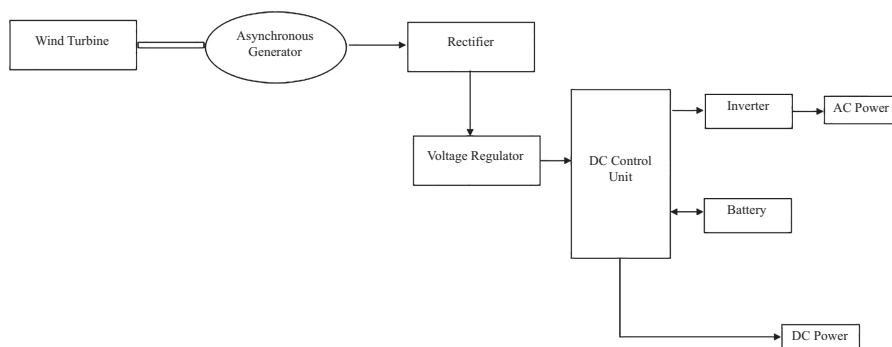 Wind Turbine
Asynchronous
Generator
Rectifier
Voltage Regulator
DC Control
Unit
Inverter
AC Power
Battery
DC Power